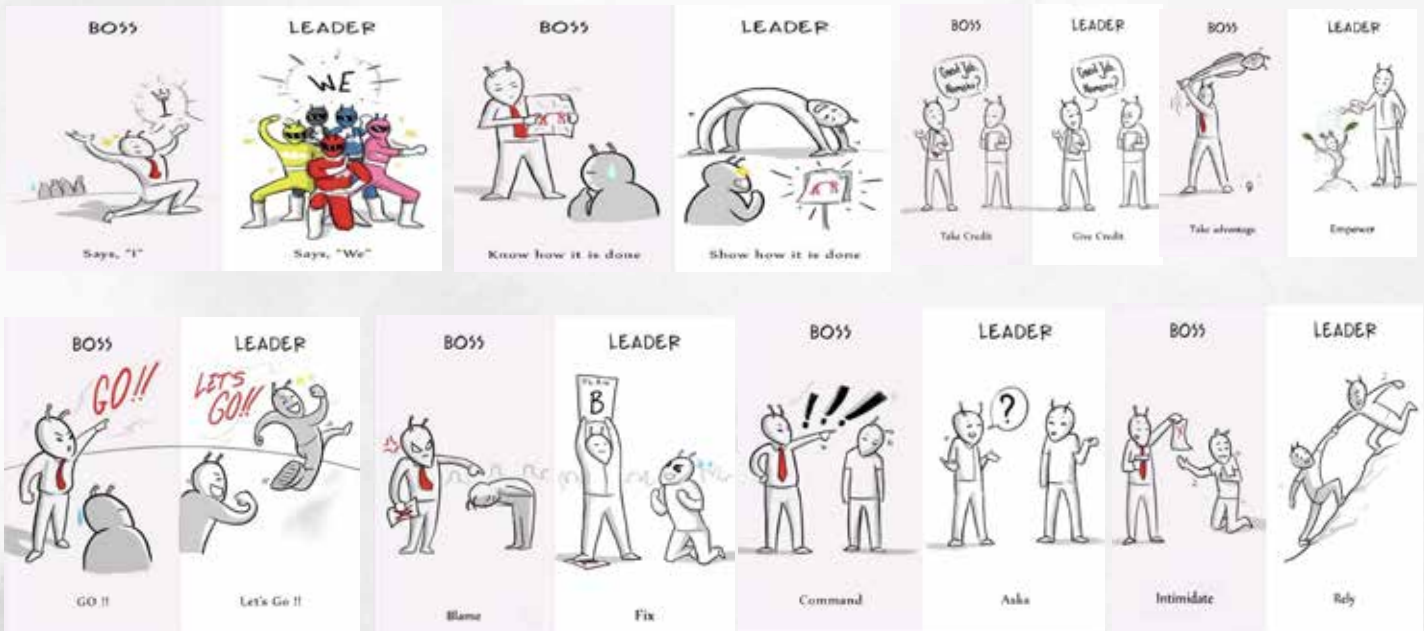 BOSS
I
Says, "I"
LEADER
WE
Says, "We"
BOSS
Know how it is done
LEADER
Show how it is done
BOSS
Good Job
Take Credit
LEADER
Good Job
Give Credit
BOSS
Take advantage
LEADER
Empower
BOSS
GO!!
GO !!
LEADER
LET'S
GO!!
Let's Go !!
BOSS
Blame
LEADER
PLAN
B
Fix
BOSS
!!!
Command
LEADER
?
Asks
BOSS
Intimidate
LEADER
Rely